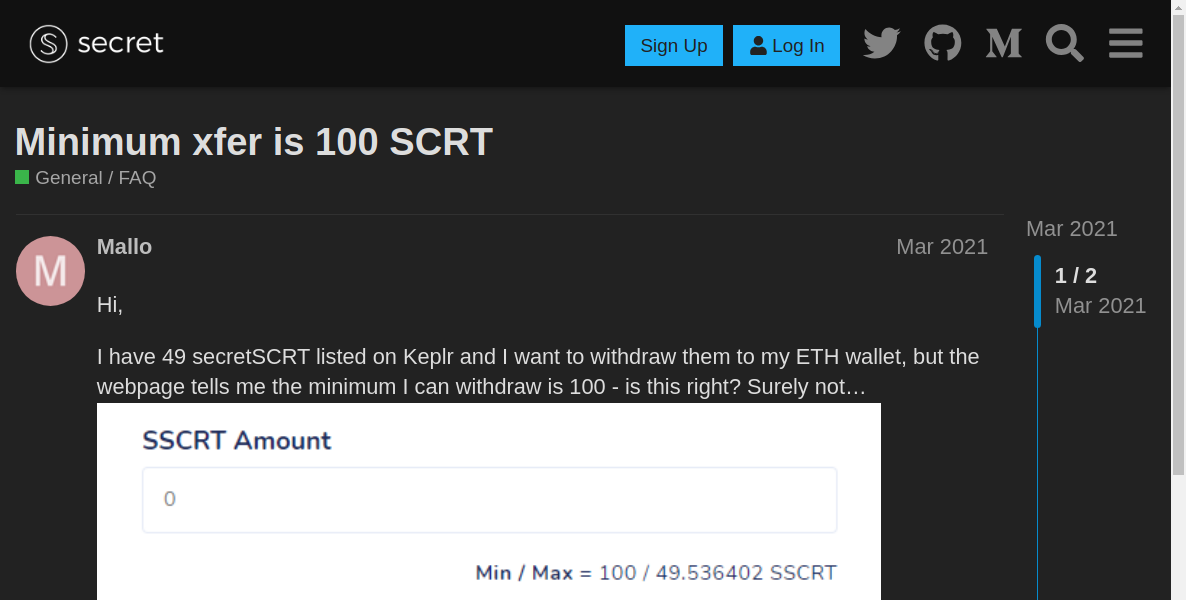 secret
Sign Up
Log In
Minimum xfer is 100 SCRT
General / FAQ
M
Mallo
Mar 2021
Hi,
I have 49 secretSCRT listed on Keplr and I want to withdraw them to my ETH wallet, but the
webpage tells me the minimum I can withdraw is 100 - is this right? Surely not…
SSCRT Amount
0
Min / Max = 100 / 49.536402 SSCRT
Mar 2021
1 / 2
Mar 2021